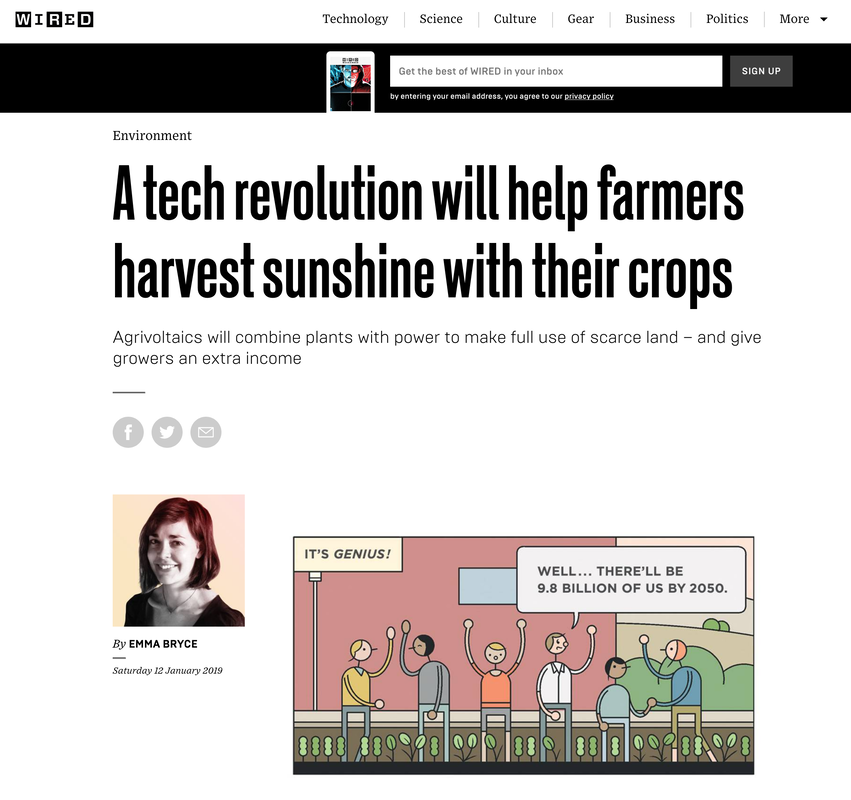 WIRED
Technology Science Culture Gear Business Politics More
Get the best of WIRED in your inbox
SIGN UP
by entering your email address, you agree to our privacy policy
Environment
A tech revolution will help farmers
harvest sunshine with their crops
Agrivoltaics will combine plants with power to make full use of scarce land – and give
growers an extra income
IT'S GENIUS!
WELL... THERE'LL BE
9.8 BILLION OF US BY 2050.
By EMMA BRYCE
Saturday 12 January 2019